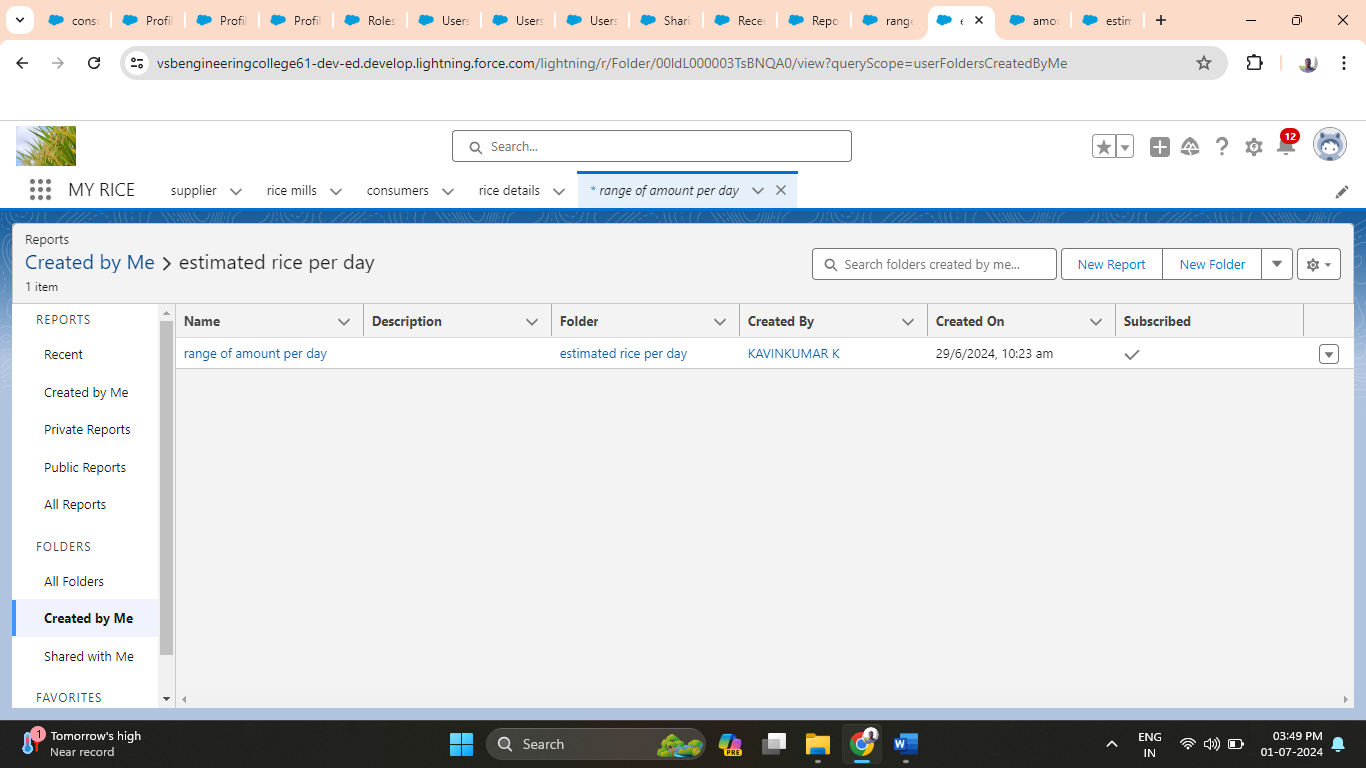 consu
Profil
Profil
Profil
Roles
Users
Users
Users
Shari
Rece
Repo
range
e
amou
estim
vsbengineeringcollege61-dev-ed.develop.lightning.force.com/lightning/r/Folder/00ldL000003TsBNQA0/view?queryScope=userFoldersCreatedByMe
Search...
12
MY RICE
supplier
rice mills
consumers
rice details
* range of amount per day
Reports
Created by Me > estimated rice per day
1 item
Search folders created by me...
New Report
New Folder
REPORTS
Recent
Created by Me
Private Reports
Public Reports
All Reports
FOLDERS
All Folders
Created by Me
Shared with Me
FAVORITES
Name
Description
Folder
Created By
Created On
Subscribed
range of amount per day
estimated rice per day
KAVINKUMAR K
29/6/2024, 10:23 am
1
Tomorrow's high
Near record
Search
PRE
ENG
IN
03:49 PM
01-07-2024